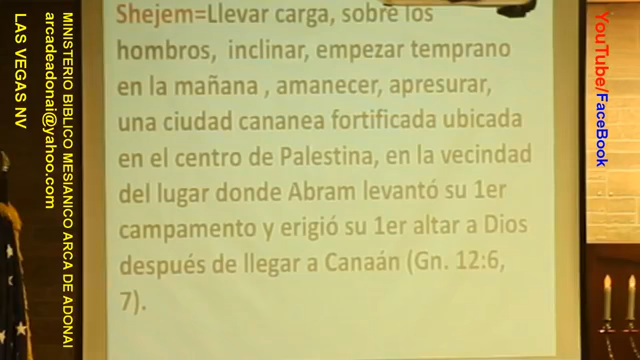 Shejem=Llevar carga, sobre los
hombros, inclinar, empezar temprano
en la mañana , amanecer, apresurar,
una ciudad cananea fortificada ubicada
en el centro de Palestina, en la vecindad
del lugar donde Abram levantó su 1er
campamento y erigió su 1er altar a Dios
después de llegar a Canaán (Gn. 12:6,
7).
MINISTERIO BIBLICO MESIANICO ARCA DE ADONAI
arcadeadonai@yahoo.com
LAS VEGAS NV
YouTube/FaceBook